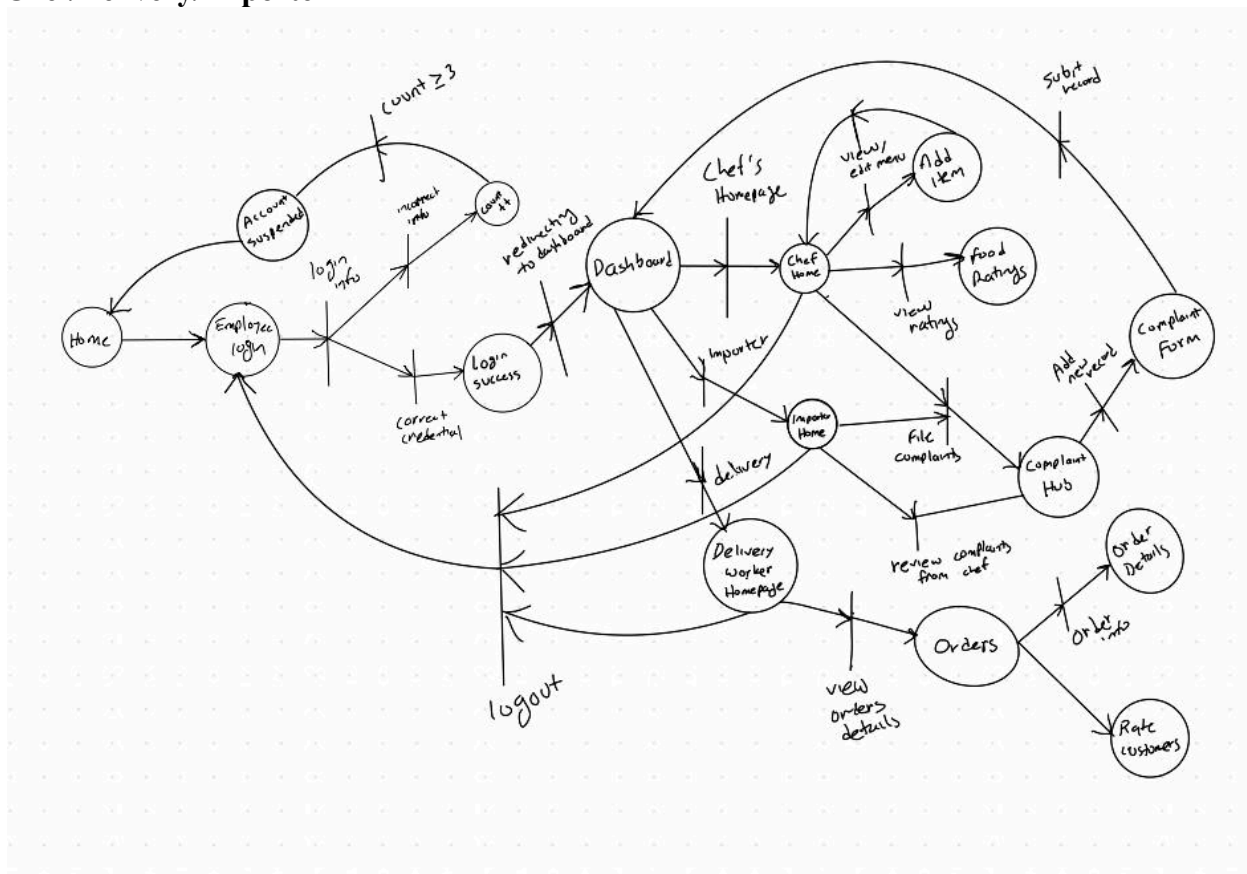 count ≥ 3
Subit
record
Account
suspended
incorrect
info
count
++
login
info
redirecting
to dashboard
Chef's
Homepage
view/
edit menu
Add
item
Home
Employee
login
Dashboard
Chef
Home
Food
Ratings
view
ratings
Login
success
correct
credential
Importer
Importer
Home
File
complaints
Add
new
record
Complaint
Form
Complaint
Hub
delivery
Delivery
Worker
Homepage
review complaints
from chef
Order
Details
Orders
Order
info
view
orders
details
Rate
customers
logout